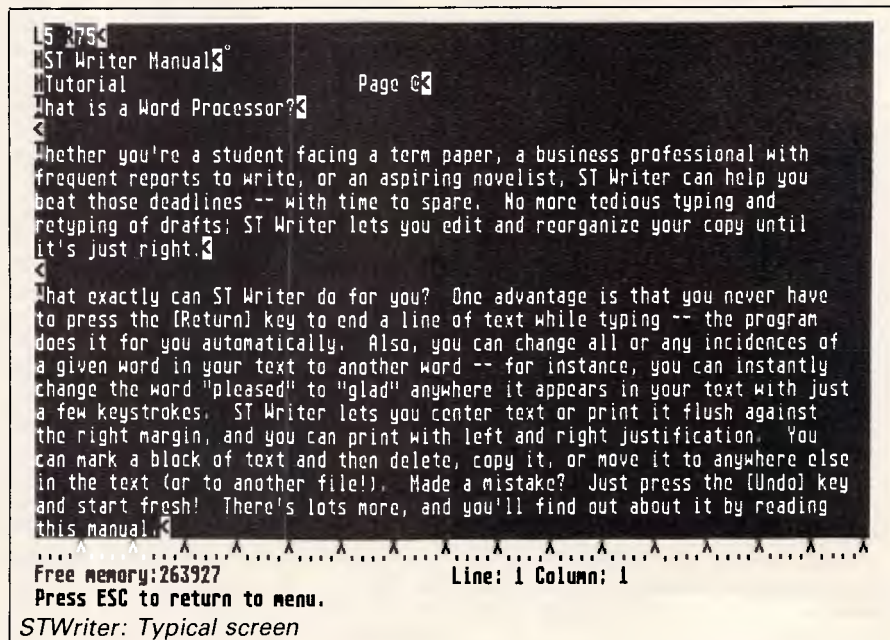 L5 R75<
HST Writer Manual<
HTutorial Page @<
What is a Word Processor?<
<
Whether you're a student facing a term paper, a business professional with
frequent reports to write, or an aspiring novelist, ST Writer can help you
beat those deadlines -- with time to spare. No more tedious typing and
retyping of drafts; ST Writer lets you edit and reorganize your copy until
it's just right.<
<
What exactly can ST Writer do for you? One advantage is that you never have
to press the [Return] key to end a line of text while typing -- the program
does it for you automatically. Also, you can change all or any incidences of
a given word in your text to another word -- for instance, you can instantly
change the word "pleased" to "glad" anywhere it appears in your text with just
a few keystrokes. ST Writer lets you center text or print it flush against
the right margin, and you can print with left and right justification. You
can mark a block of text and then delete, copy it, or move it to anywhere else
in the text (or to another file!). Made a mistake? Just press the [Undo] key
and start fresh! There's lots more, and you'll find out about it by reading
this manual.<
Free memory:263927 Line: 1 Column: 1
Press ESC to return to menu.
STWriter: Typical screen